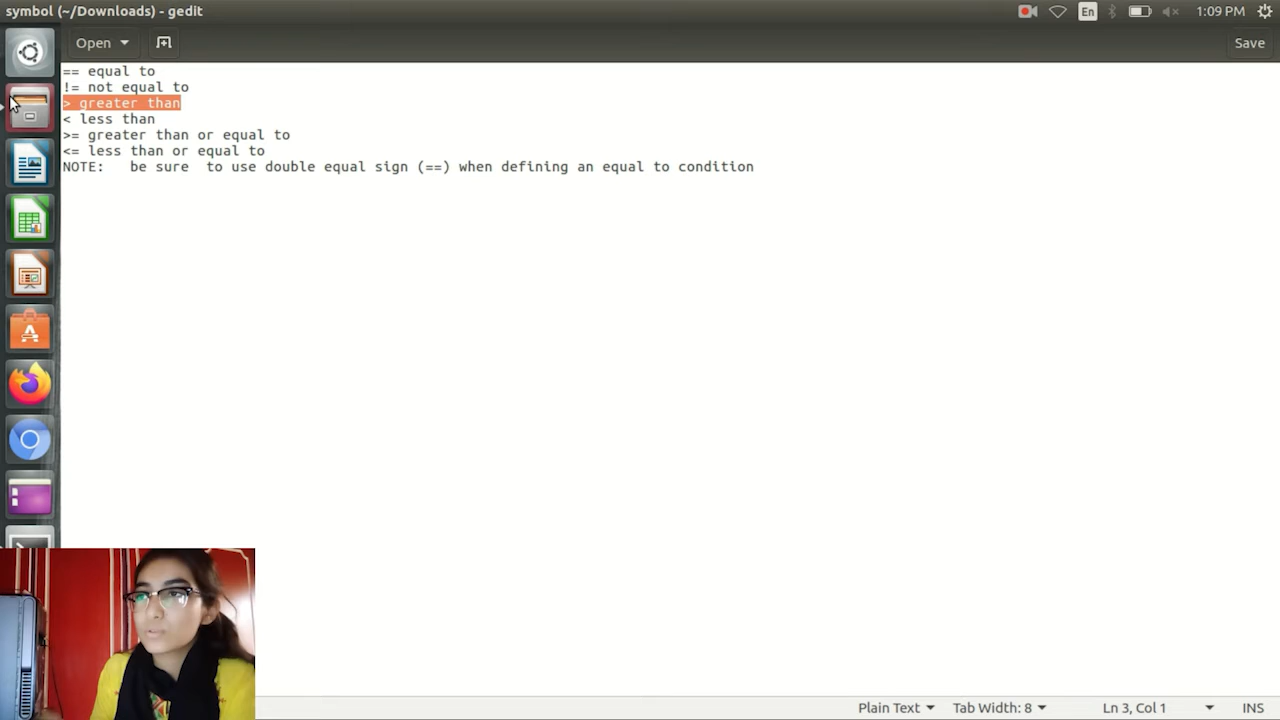 symbol (~/Downloads) - gedit
En
1:09 PM
Open
Save
== equal to
!= not equal to
> greater than
< less than
>= greater than or equal to
<= less than or equal to
NOTE:   be sure  to use double equal sign (==) when defining an equal to condition
Plain Text
Tab Width: 8
Ln 3, Col 1
INS